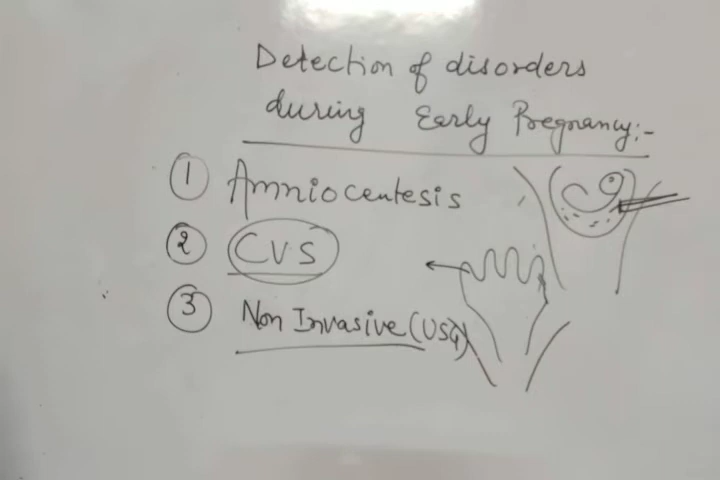 Detection of disorders
during Early Pregnancy:-
① Amniocentesis
② CVS
③ Non Invasive (USG)